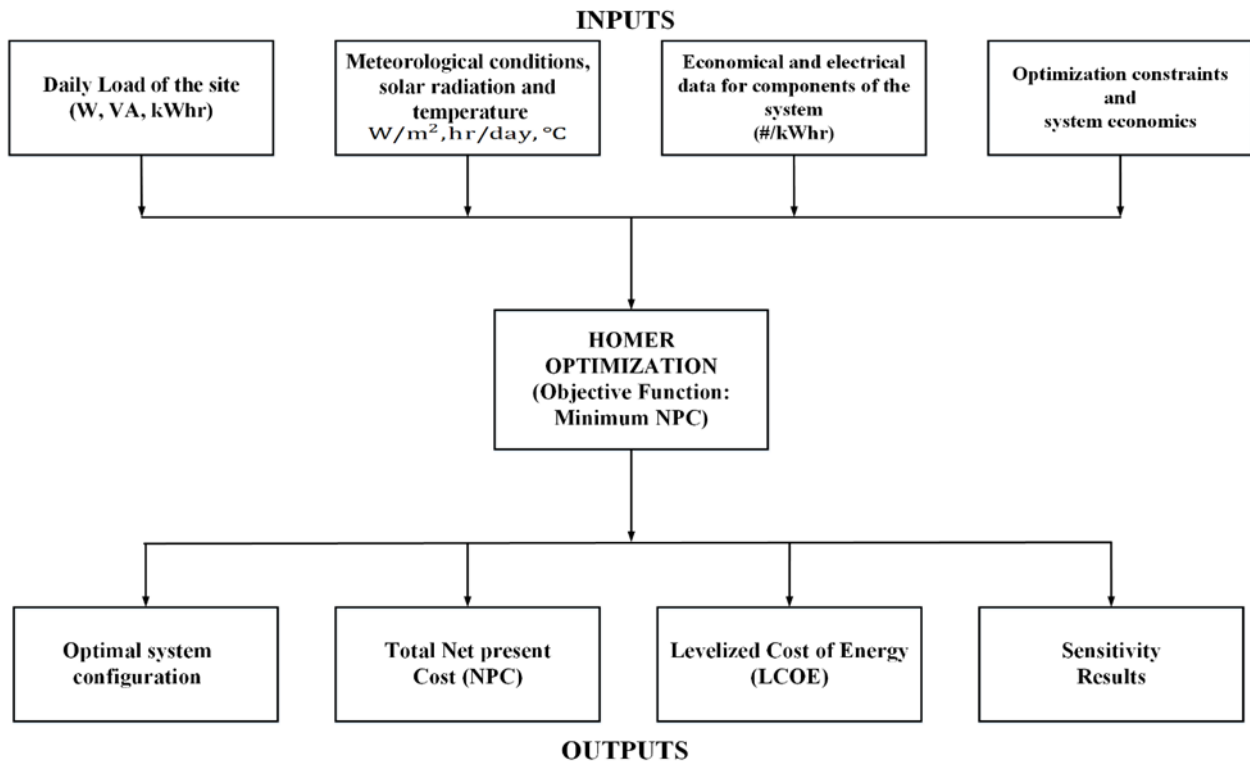 INPUTS
Daily Load of the site
(W, VA, kWhr)
Meteorological conditions,
solar radiation and
temperature
W/m², hr/day, °C
Economical and electrical
data for components of the
system
(#/kWhr)
Optimization constraints
and
system economics
HOMER
OPTIMIZATION
(Objective Function:
Minimum NPC)
Optimal system
configuration
Total Net present
Cost (NPC)
Levelized Cost of Energy
(LCOE)
Sensitivity
Results
OUTPUTS